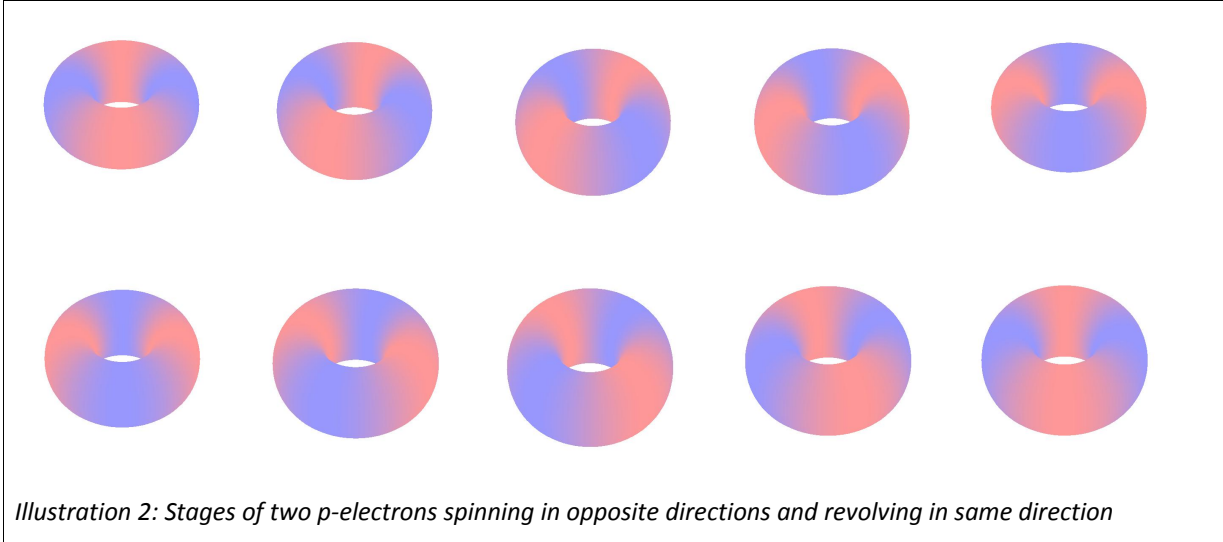 Illustration 2: Stages of two p-electrons spinning in opposite directions and revolving in same direction